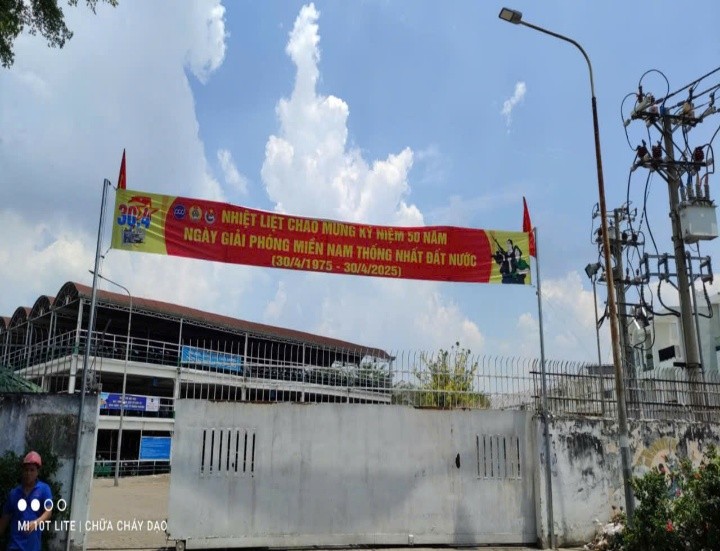 30.4
NHIỆT LIỆT CHÀO MỪNG KỶ NIỆM 50 NĂM
NGÀY GIẢI PHÓNG MIỀN NAM THỐNG NHẤT ĐẤT NƯỚC
(30/4/1975 - 30/4/2025)
MI 10T LITE | CHỮA CHÁY DẠO